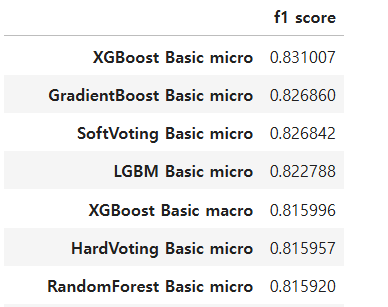 f1 score
XGBoost Basic micro 0.831007
GradientBoost Basic micro 0.826860
SoftVoting Basic micro 0.826842
LGBM Basic micro 0.822788
XGBoost Basic macro 0.815996
HardVoting Basic micro 0.815957
RandomForest Basic micro 0.815920